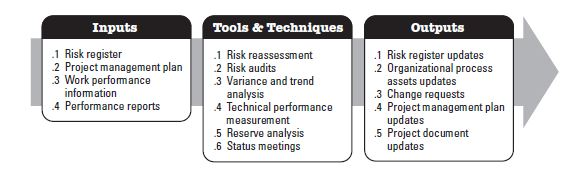 Inputs
.1 Risk register
.2 Project management plan
.3 Work performance
information
.4 Performance reports
Tools & Techniques
.1 Risk reassessment
.2 Risk audits
.3 Variance and trend
analysis
.4 Technical performance
measurement
.5 Reserve analysis
.6 Status meetings
Outputs
.1 Risk register updates
.2 Organizational process
assets updates
.3 Change requests
.4 Project management plan
updates
.5 Project document
updates